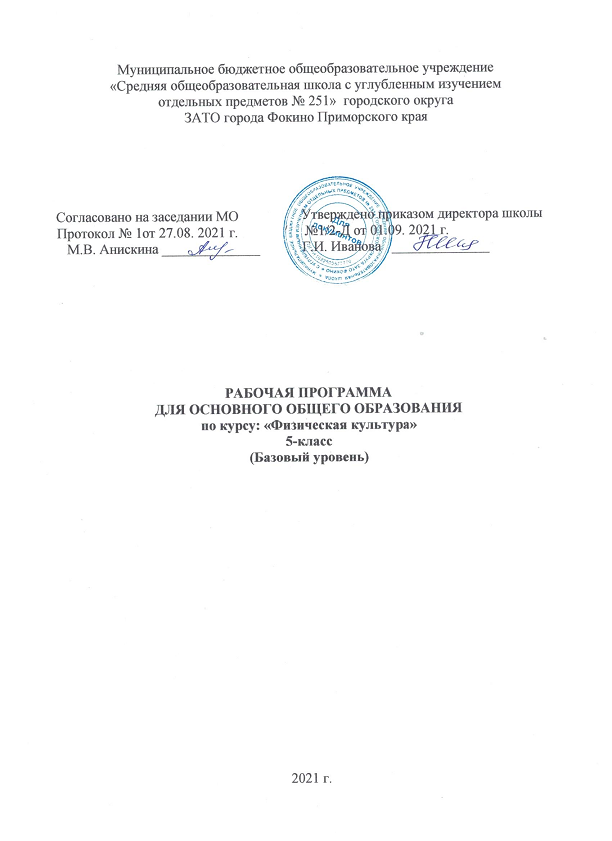 Муниципальное бюджетное общеобразовательное учреждение
«Средняя общеобразовательная школа с углубленным изучением
отдельных предметов № 251» городского округа
ЗАТО города Фокино Приморского края
Согласовано на заседании МО
Протокол № 1от 27.08. 2021 г.
М.В. Анискина
Утверждено приказом директора школы
от 01.09. 2021 г.
Г.И. Иванова
Для
документов
РАБОЧАЯ ПРОГРАММА
ДЛЯ ОСНОВНОГО ОБЩЕГО ОБРАЗОВАНИЯ
по курсу: «Физическая культура»
5-класс
(Базовый уровень)
2021 г.